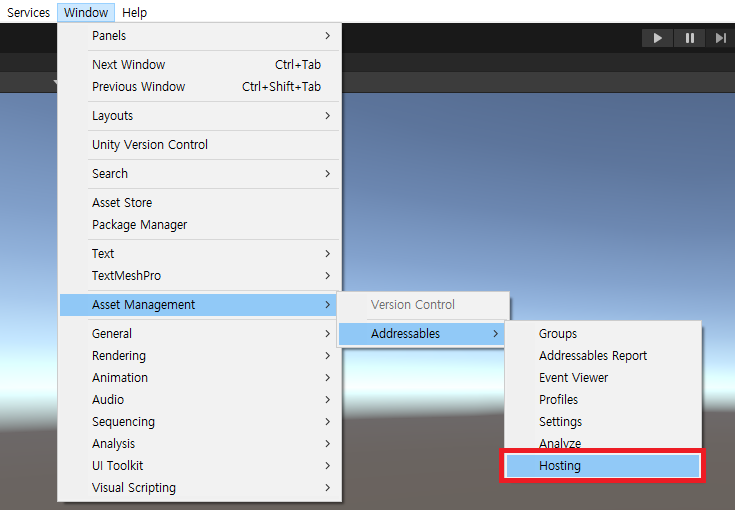 Services Window Help
Panels
Next Window Ctrl+Tab
Previous Window Ctrl+Shift+Tab
Layouts
Unity Version Control
Search
Asset Store
Package Manager
Text
TextMeshPro
Asset Management
General
Rendering
Animation
Audio
Sequencing
Analysis
UI Toolkit
Visual Scripting
Version Control
Addressables
Groups
Addressables Report
Event Viewer
Profiles
Settings
Analyze
Hosting